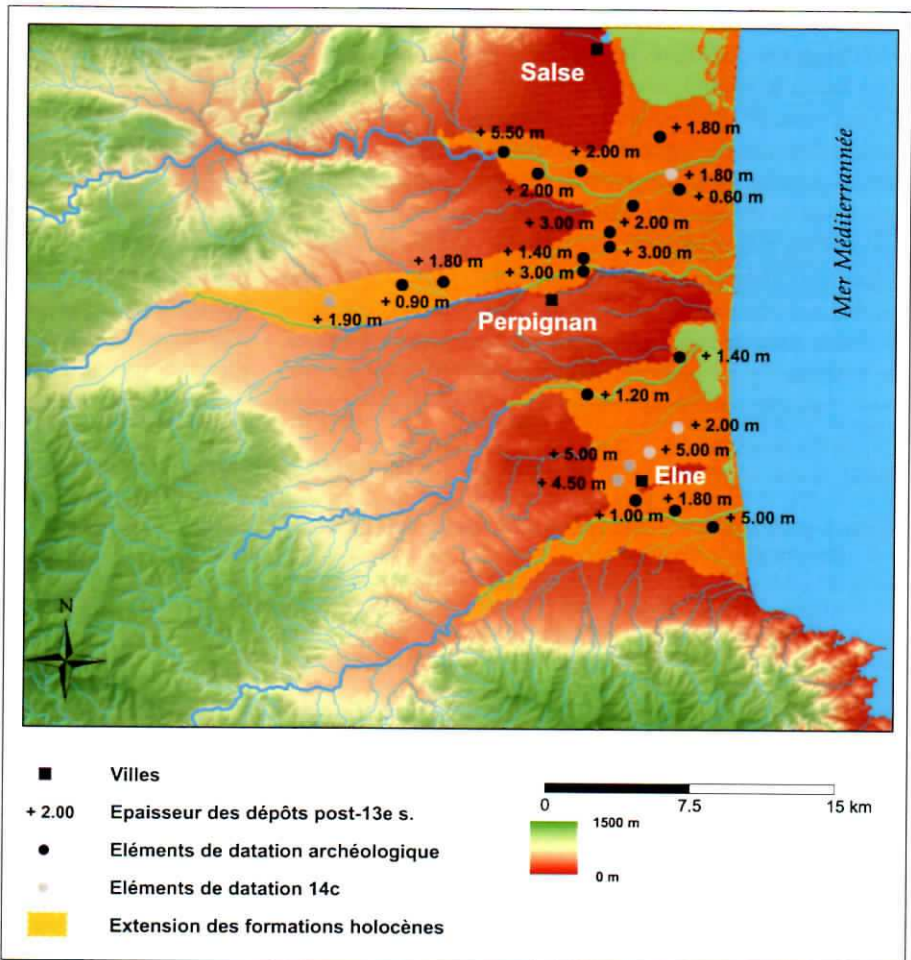 Salse
+ 5.50 m
+ 1.80 m
+ 2.00 m
+ 1.80 m
+ 2.00 m
+ 0.60 m
+ 3.00 m
+ 2.00 m
+ 1.40 m
+ 3.00 m
+ 1.80 m
+ 3.00 m
+ 0.90 m
+ 1.90 m
Perpignan
Mer Méditerrannée
+ 1.40 m
+ 1.20 m
+ 2.00 m
+ 5.00 m
+ 5.00 m
Elne
+ 4.50 m
+ 1.80 m
+ 1.00 m
+ 5.00 m
N
Villes
+ 2.00 Epaisseur des dépôts post-13e s.
Eléments de datation archéologique
Eléments de datation 14c
Extension des formations holocènes
0 7.5 15 km
1500 m
0 m